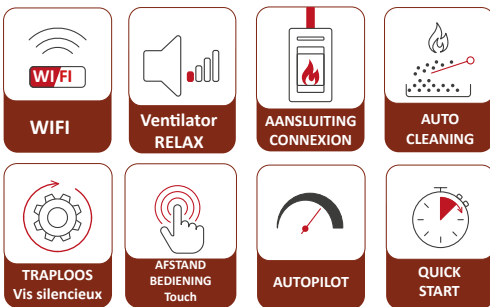 WI/FI
WIFI
Ventilator
RELAX
AANSLUITING
CONNEXION
AUTO
CLEANING
TRAPLOOS
Vis silencieux
AFSTAND
BEDIENING
Touch
AUTOPILOT
QUICK
START